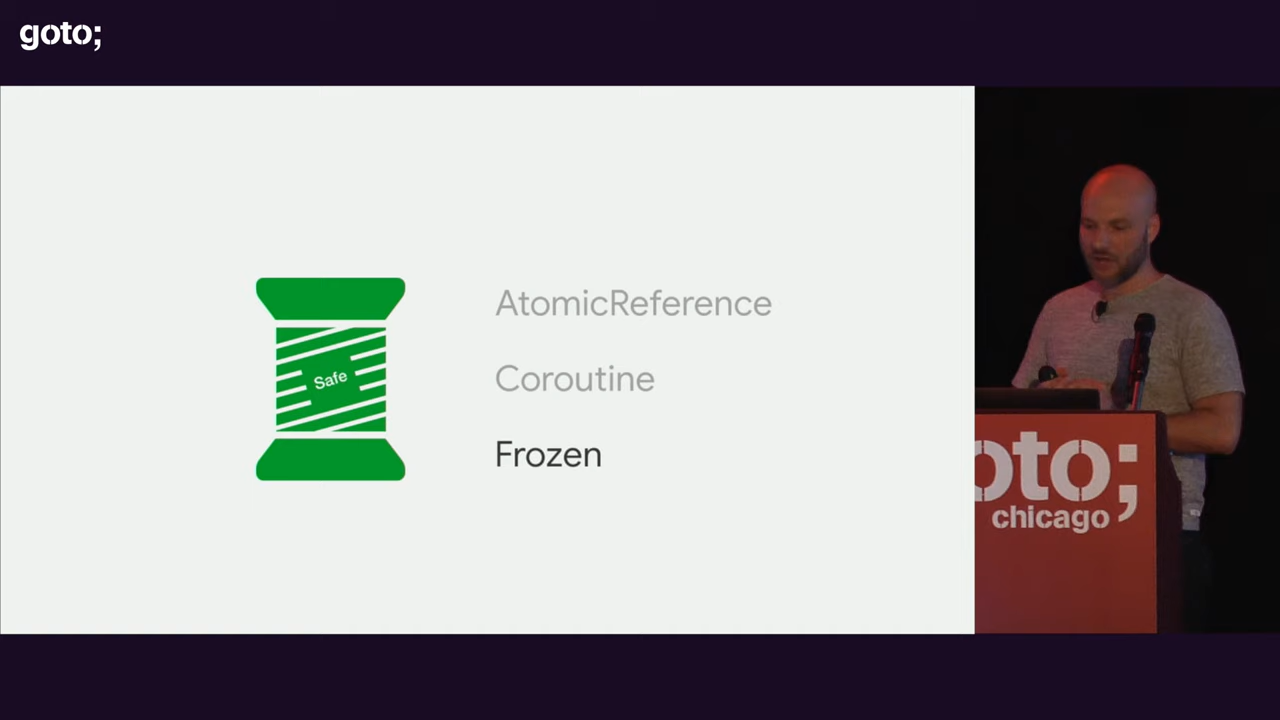 goto;
AtomicReference
Safe
Coroutine
Frozen
oto;
chicago